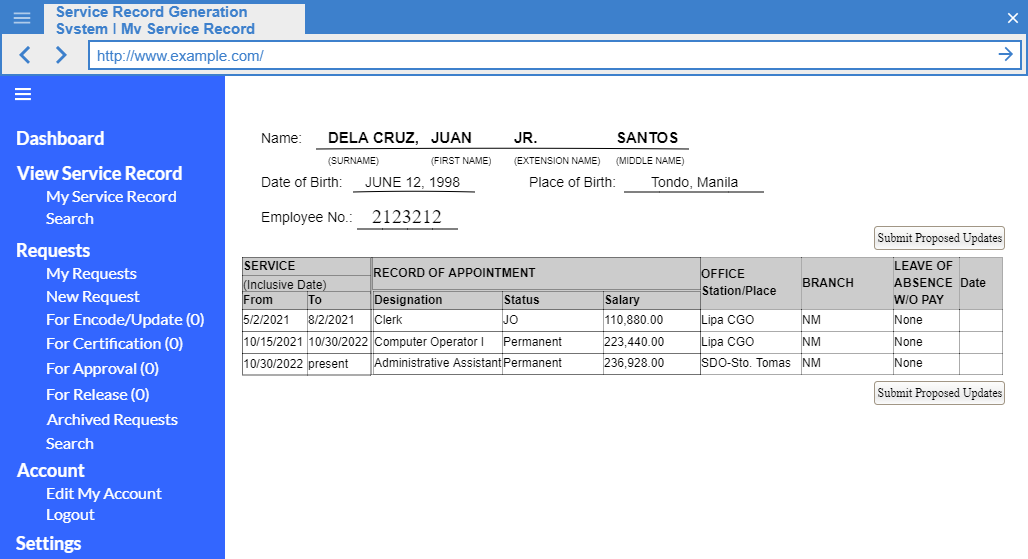 Service Record Generation
System | My Service Record
http://www.example.com/
Dashboard
View Service Record
My Service Record
Search
Requests
My Requests
New Request
For Encode/Update (0)
For Certification (0)
For Approval (0)
For Release (0)
Archived Requests
Search
Account
Edit My Account
Logout
Settings
Name: DELA CRUZ, JUAN JR. SANTOS
(SURNAME) (FIRST NAME) (EXTENSION NAME) (MIDDLE NAME)
Date of Birth: JUNE 12, 1998 Place of Birth: Tondo, Manila
Employee No.: 2123212
Submit Proposed Updates
SERVICE
(Inclusive Date)
From To
RECORD OF APPOINTMENT
Designation Status Salary
OFFICE
Station/Place
BRANCH
LEAVE OF
ABSENCE
W/O PAY
Date
5/2/2021 8/2/2021 Clerk JO 110,880.00 Lipa CGO NM None
10/15/2021 10/30/2022 Computer Operator I Permanent 223,440.00 Lipa CGO NM None
10/30/2022 present Administrative Assistant Permanent 236,928.00 SDO-Sto. Tomas NM None
Submit Proposed Updates